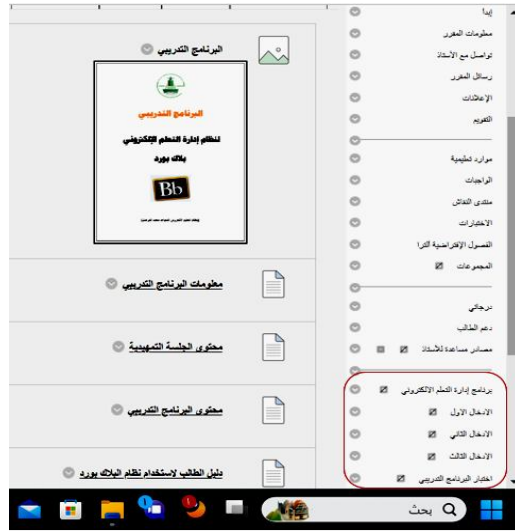 إبدأ
معلومات المقرر
تواصل مع الأستاذ
رسائل المقرر
الإعلانات
التقويم
موارد تعليمية
الواجبات
منتدى النقاش
الاختبارات
الفصول الإفتراضية ألترا
المجموعات
درجاتي
دعم الطالب
مصادر مساعدة للأستاذ
برنامج إدارة التعلم الالكتروني
الادخال الاول
الادخال الثاني
الادخال الثالث
اختبار البرنامج التدريبي
البرنامج التدريبي
البرنامج التدريبي
لنظام إدارة التعلم الإلكتروني
بلاك بورد
Bb
معلومات البرنامج التدريبي
محتوى الجلسة التمهيدية
محتوى البرنامج التدريبي
دليل الطالب لاستخدام نظام البلاك بورد
بحث